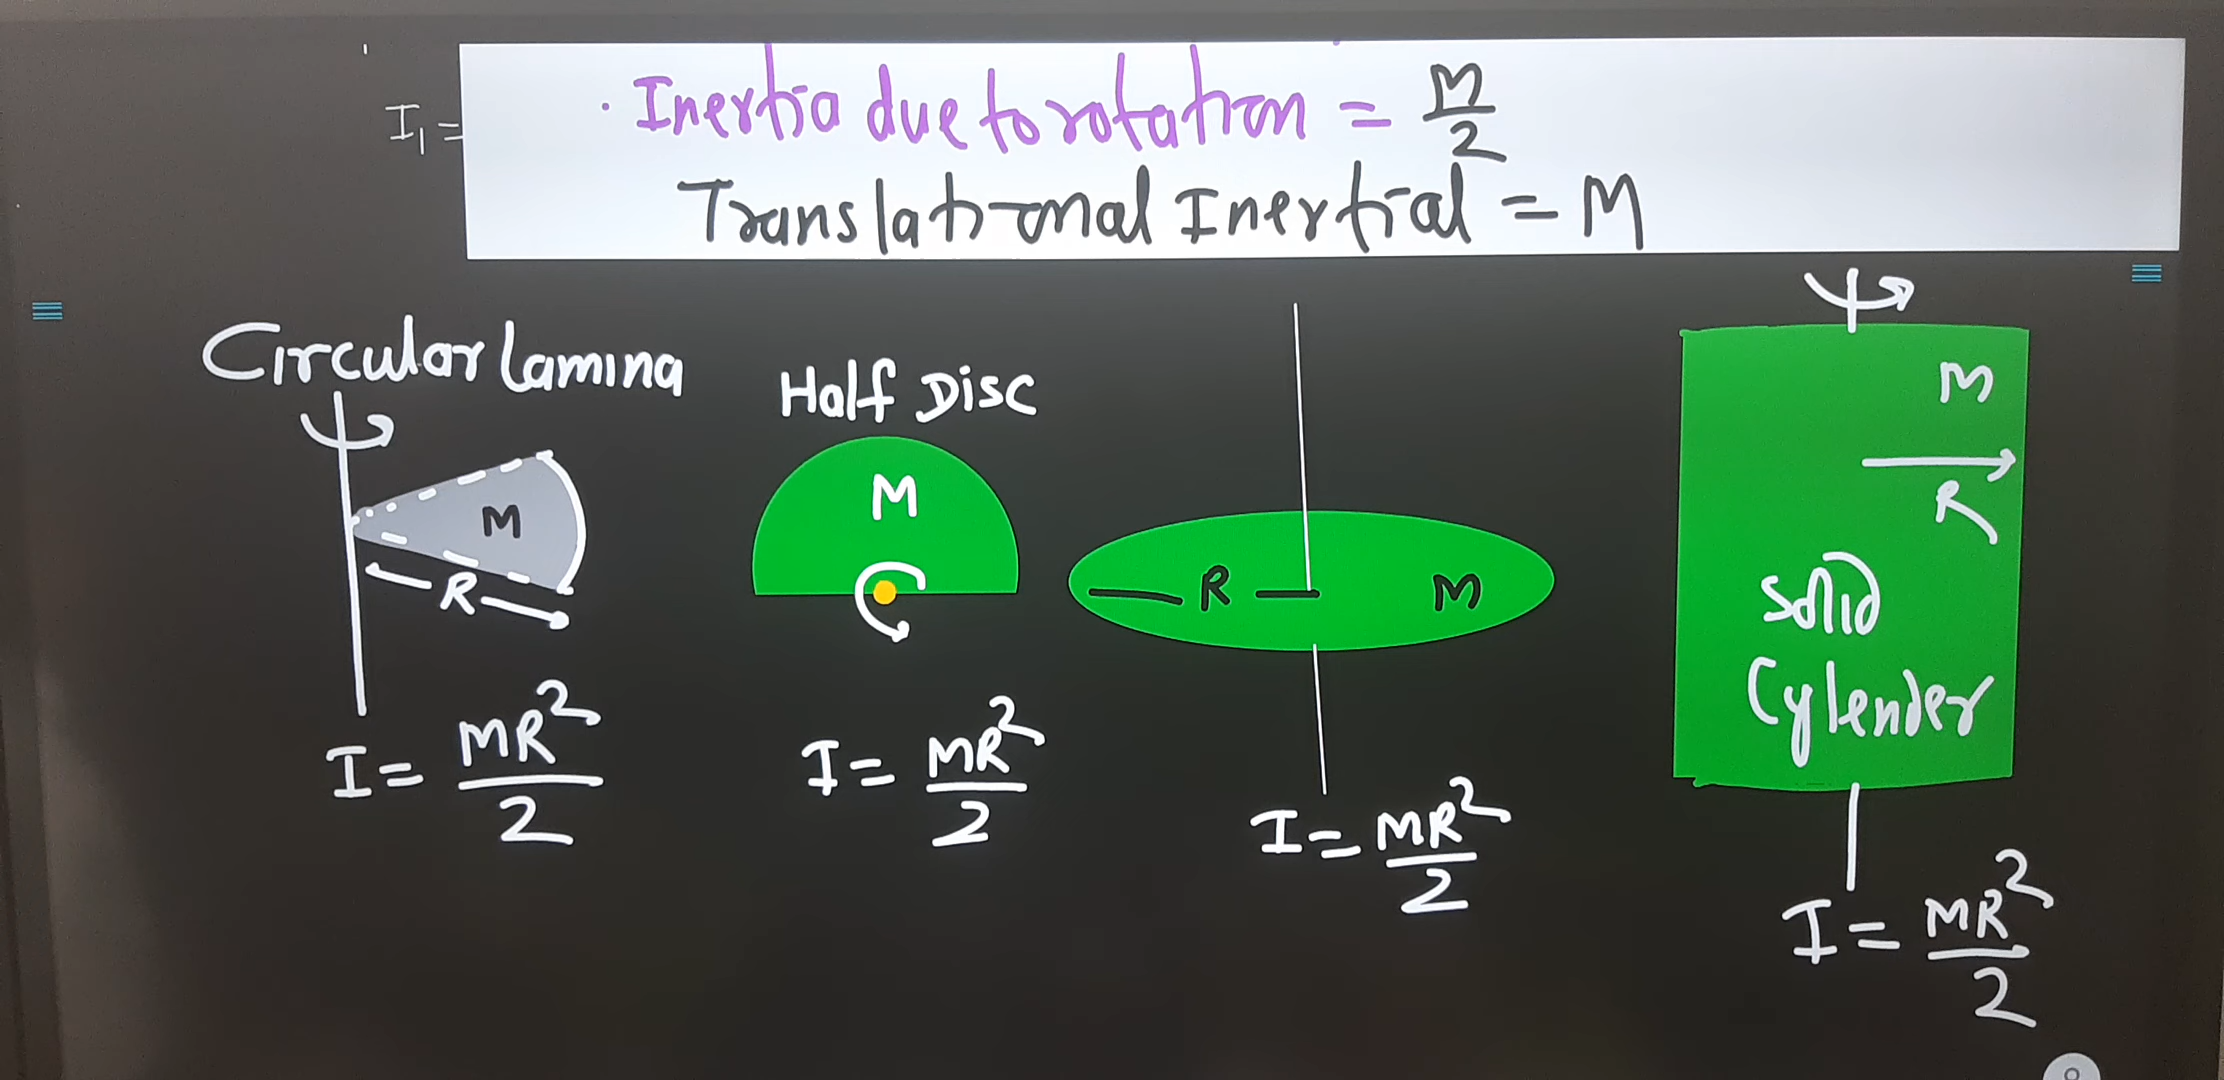 I₁ =
· Inertia due to rotation = M/2
Translational Inertial = M
Circular Lamina
M
R
I = MR²/2
Half Disc
M
I = MR²/2
R M
I = MR²/2
M
R
Solid
Cylender
I = MR²/2